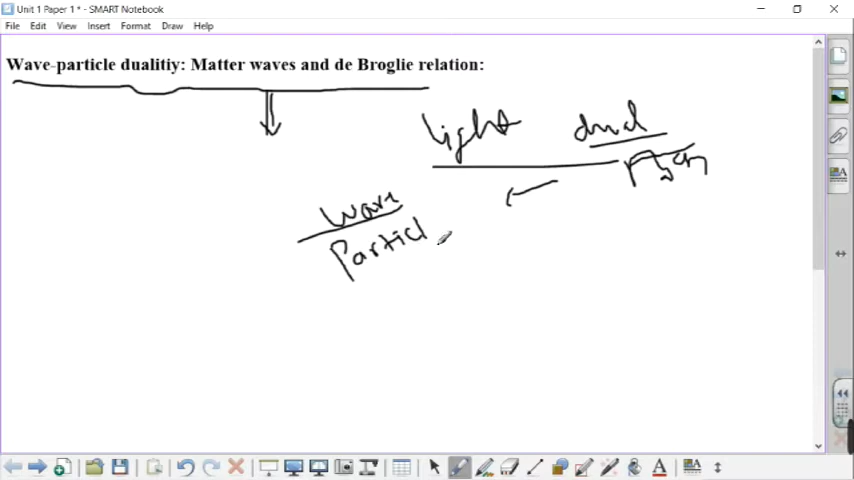 Unit 1 Paper 1 * - SMART Notebook
File Edit View Insert Format Draw Help
Wave-particle dualitiy: Matter waves and de Broglie relation:
light dual
wave
Particl